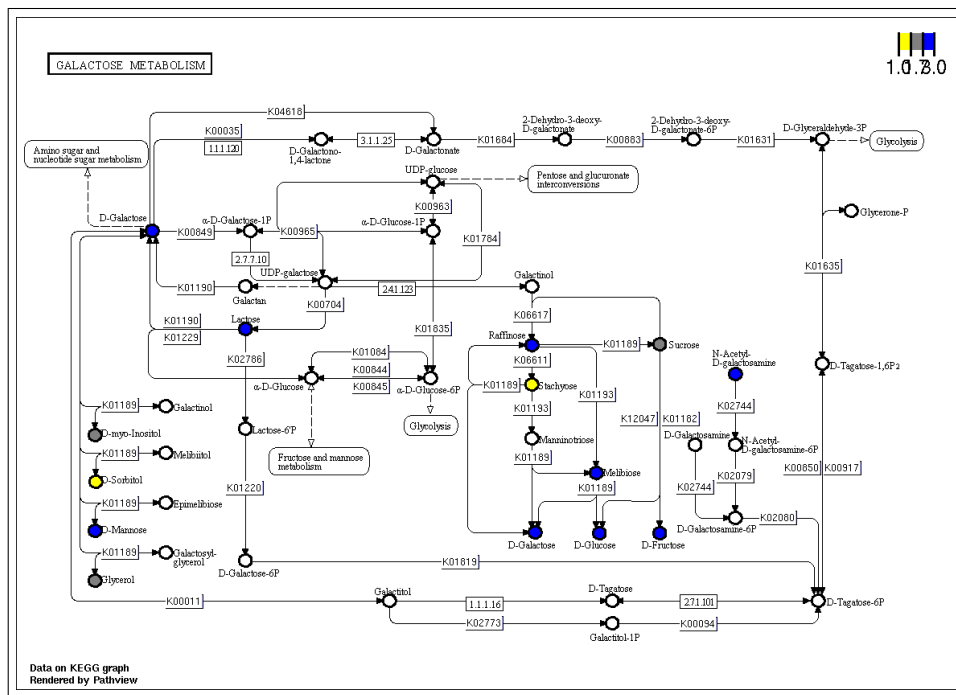 GALACTOSE METABOLISM
1.0
3.0
K04618
K00035
1.1.1.120
3.1.1.25
D-Galactono-
1,4-lactone
D-Galactonate
K01684
2-Dehydro-3-deoxy-
D-galactonate
K00883
2-Dehydro-3-deoxy-
D-galactonate-6P
K01631
D-Glyceraldehyde-3P
Glycolysis
Amino sugar and
nucleotide sugar metabolism
UDP-glucose
Pentose and glucuronate
interconversions
K00963
D-Galactose
K00849
α-D-Galactose-1P
K00965
α-D-Glucose-1P
K01784
Glycerone-P
2.7.7.10
UDP-galactose
K01190
Galactan
2.4.1.123
Galactinol
K01635
K00704
K01190
K01229
Lactose
K02786
K01835
K06617
Raffinose
K01189
Sucrose
K01084
K00844
K00845
α-D-Glucose
α-D-Glucose-6P
K06611
K01189
Stachyose
K01193
K01193
N-Acetyl-
D-galactosamine
D-Tagatose-1,6P2
K02744
K01189
Galactinol
D-myo-Inositol
Lactose-6'P
Glycolysis
Fructose and mannose
metabolism
Manninotriose
K12047
K01182
D-Galactosamine
N-Acetyl-
D-galactosamine-6P
K01189
Melibiitol
D-Sorbitol
K01189
Melibiose
K01189
K02744
K02079
K00850
K00917
K01220
K01189
Epimelibiose
D-Mannose
D-Galactose
D-Glucose
D-Fructose
D-Galactosamine-6P
K02080
K01189
Galactosyl-
glycerol
Glycerol
D-Galactose-6P
K01819
K00011
Galactitol
1.1.1.16
D-Tagatose
2.7.1.101
D-Tagatose-6P
K02773
Galactitol-1P
K00094
Data on KEGG graph
Rendered by Pathview